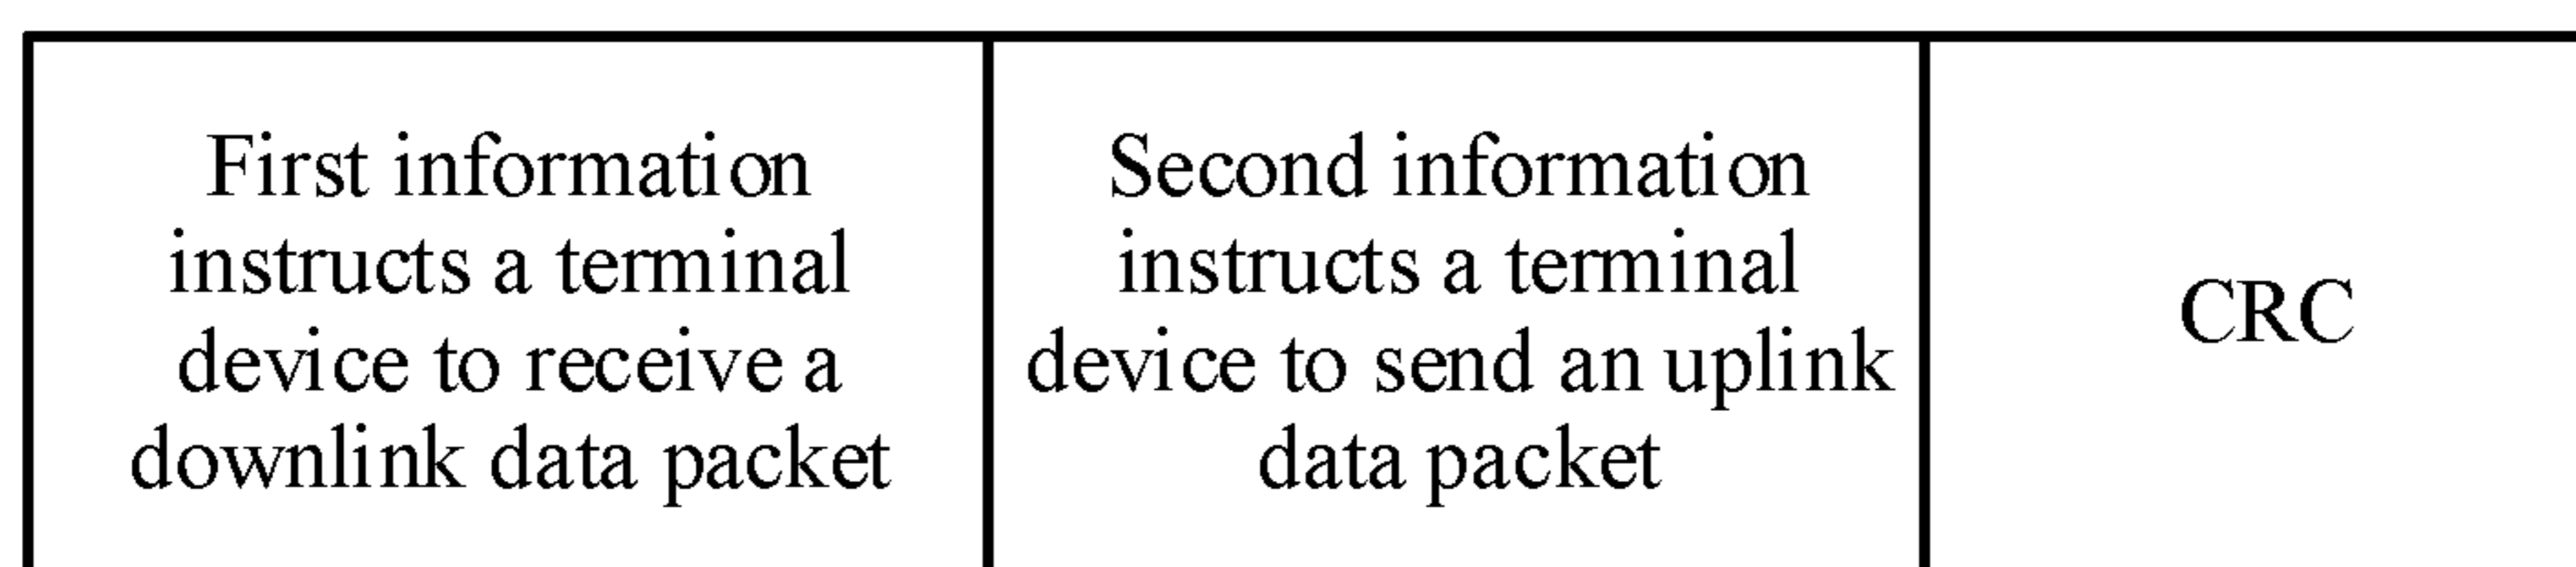 First information
instructs a terminal
device to receive a
downlink data packet
Second information
instructs a terminal
device to send an uplink
data packet
CRC